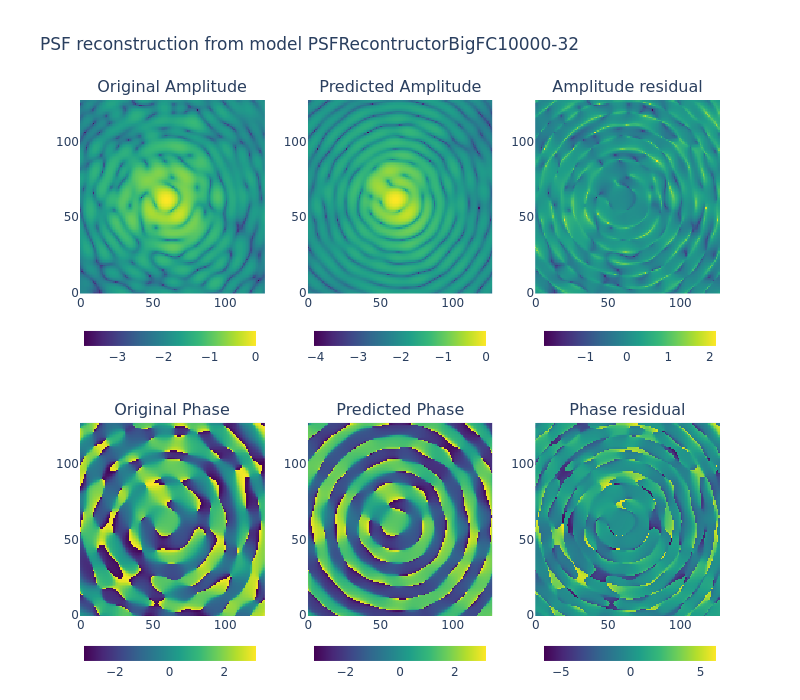 PSF reconstruction from model PSFRecontructorBigFC10000-32
Original Amplitude
Predicted Amplitude
Amplitude residual
100
50
0
0 50 100
100
50
0
0 50 100
100
50
0
0 50 100
−3 −2 −1 0
−4 −3 −2 −1 0
−1 0 1 2
Original Phase
Predicted Phase
Phase residual
100
50
0
0 50 100
100
50
0
0 50 100
100
50
0
0 50 100
−2 0 2
−2 0 2
−5 0 5